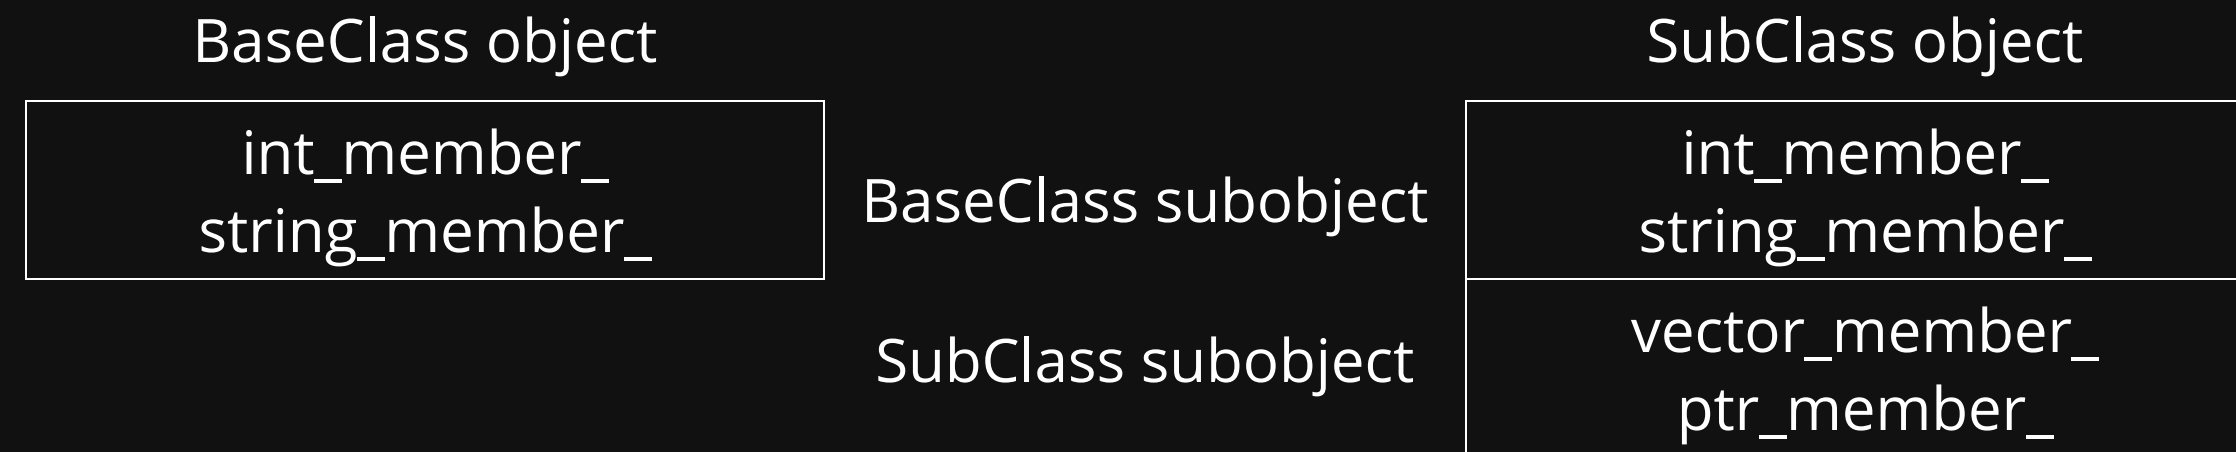 BaseClass object
SubClass object
int_member_
string_member_
BaseClass subobject
int_member_
string_member_
SubClass subobject
vector_member_
ptr_member_